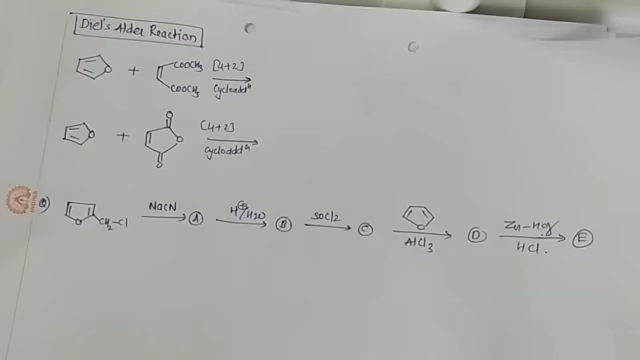 Diel's Alder Reaction
O + COOCH3 COOCH3 [4+2] cycloaddn
O + O O O [4+2] cycloaddn
Q) O CH2-Cl NaCN A H⊕/H2O B SOCl2 C O AlCl3 D Zn-Hg HCl. E